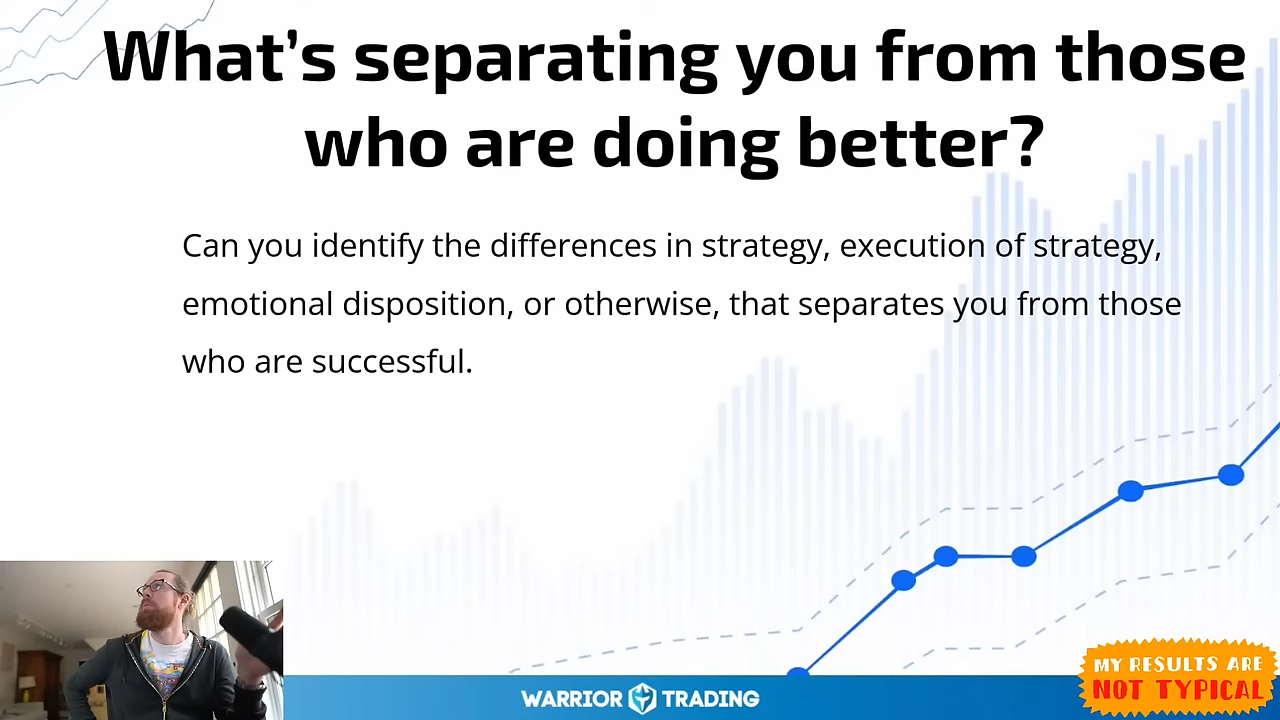 What’s separating you from those
who are doing better?
Can you identify the differences in strategy, execution of strategy,
emotional disposition, or otherwise, that separates you from those
who are successful.
WARRIOR TRADING
MY RESULTS ARE
NOT TYPICAL